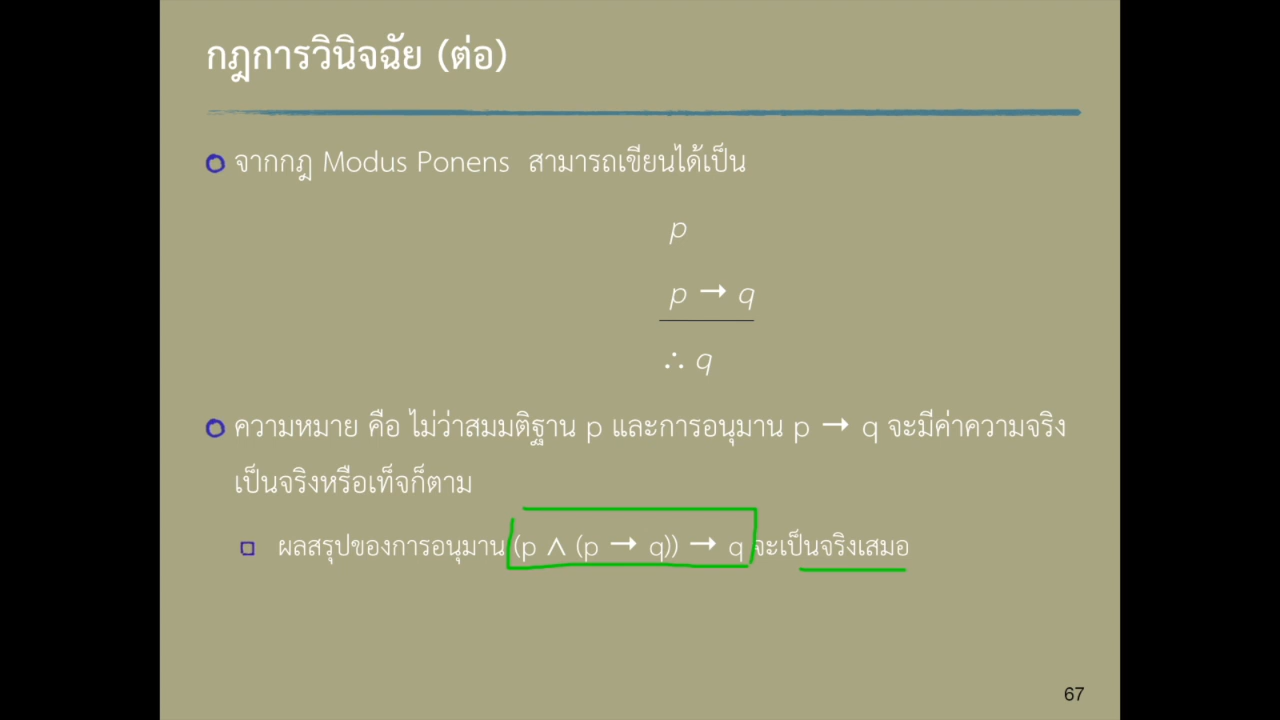 กฎการวินิจฉัย (ต่อ)
จากกฎ Modus Ponens สามารถเขียนได้เป็น
p
p → q
∴ q
ความหมาย คือ ไม่ว่าสมมติฐาน p และการอนุมาน p → q จะมีค่าความจริง
เป็นจริงหรือเท็จก็ตาม
ผลสรุปของการอนุมาน (p ∧ (p → q)) → q จะเป็นจริงเสมอ
67